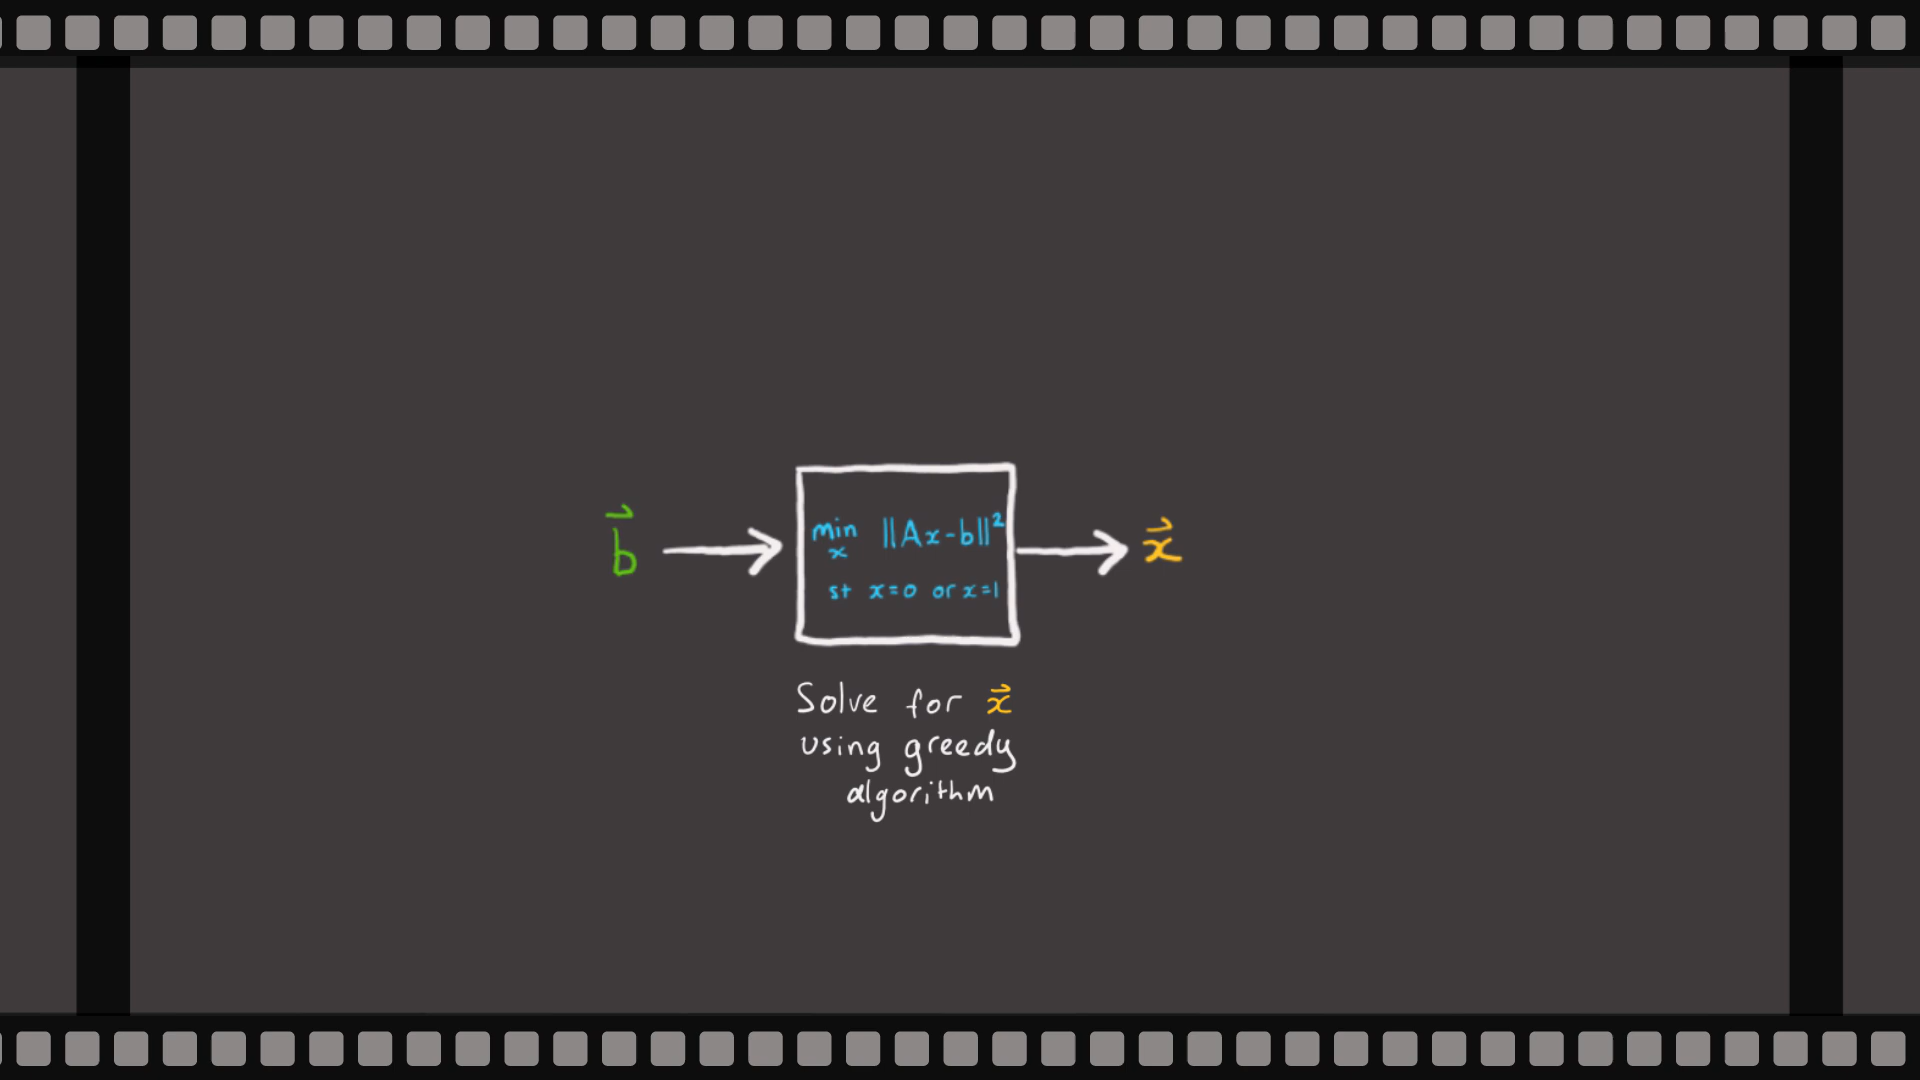 b⃗
min ||Ax-b||²
x
st x=0 or x=1
x⃗
Solve for x⃗
using greedy
algorithm